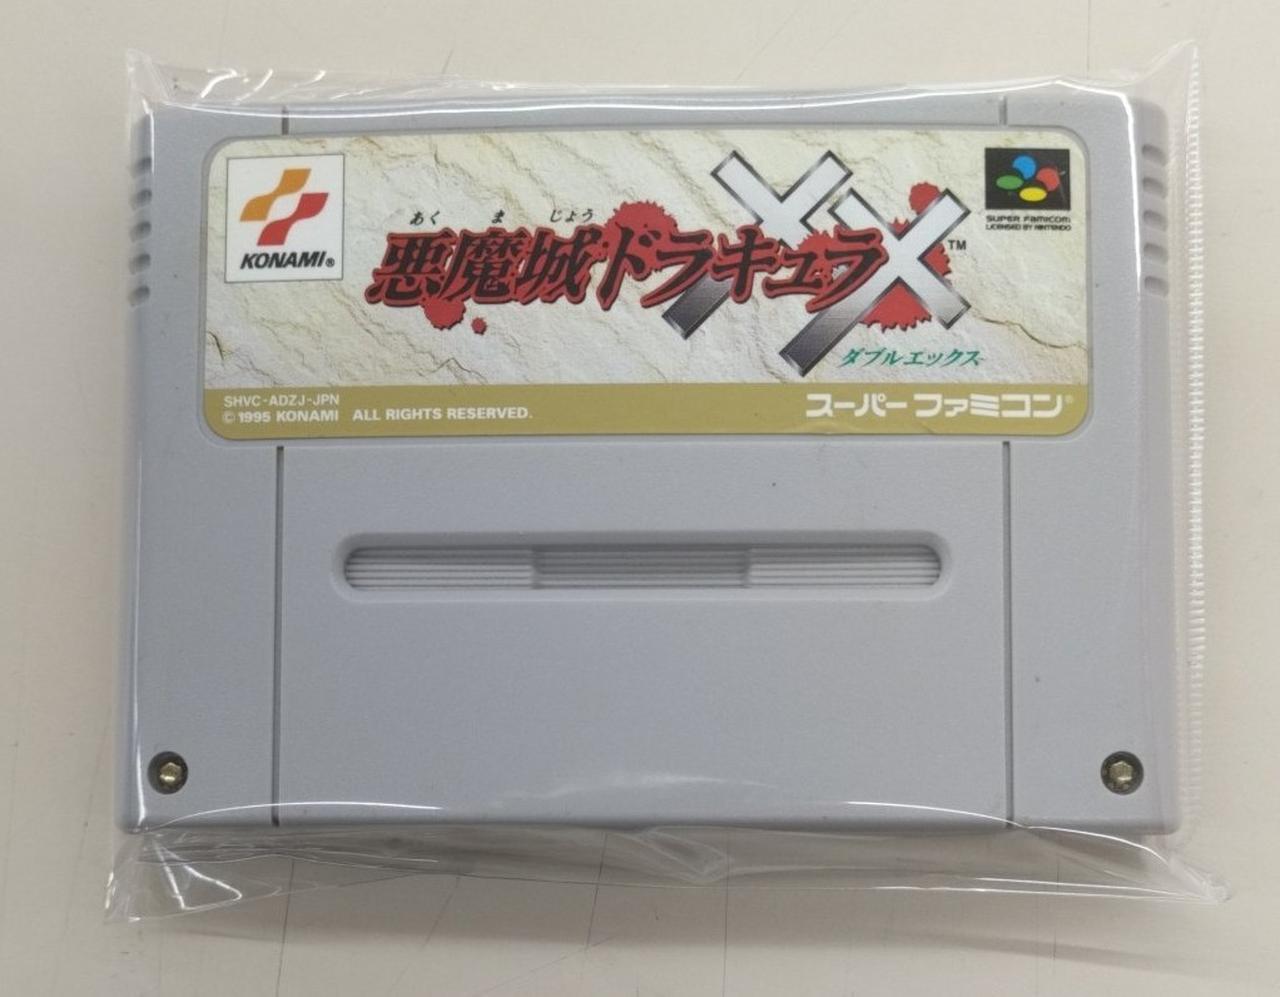 KONAMI®
あく ま じょう
悪魔城ドラキュラXX™
ダブルエックス
SUPER FAMICOM
LICENSED BY NINTENDO
SHVC-ADZJ-JPN
©1995 KONAMI ALL RIGHTS RESERVED.
スーパーファミコン®